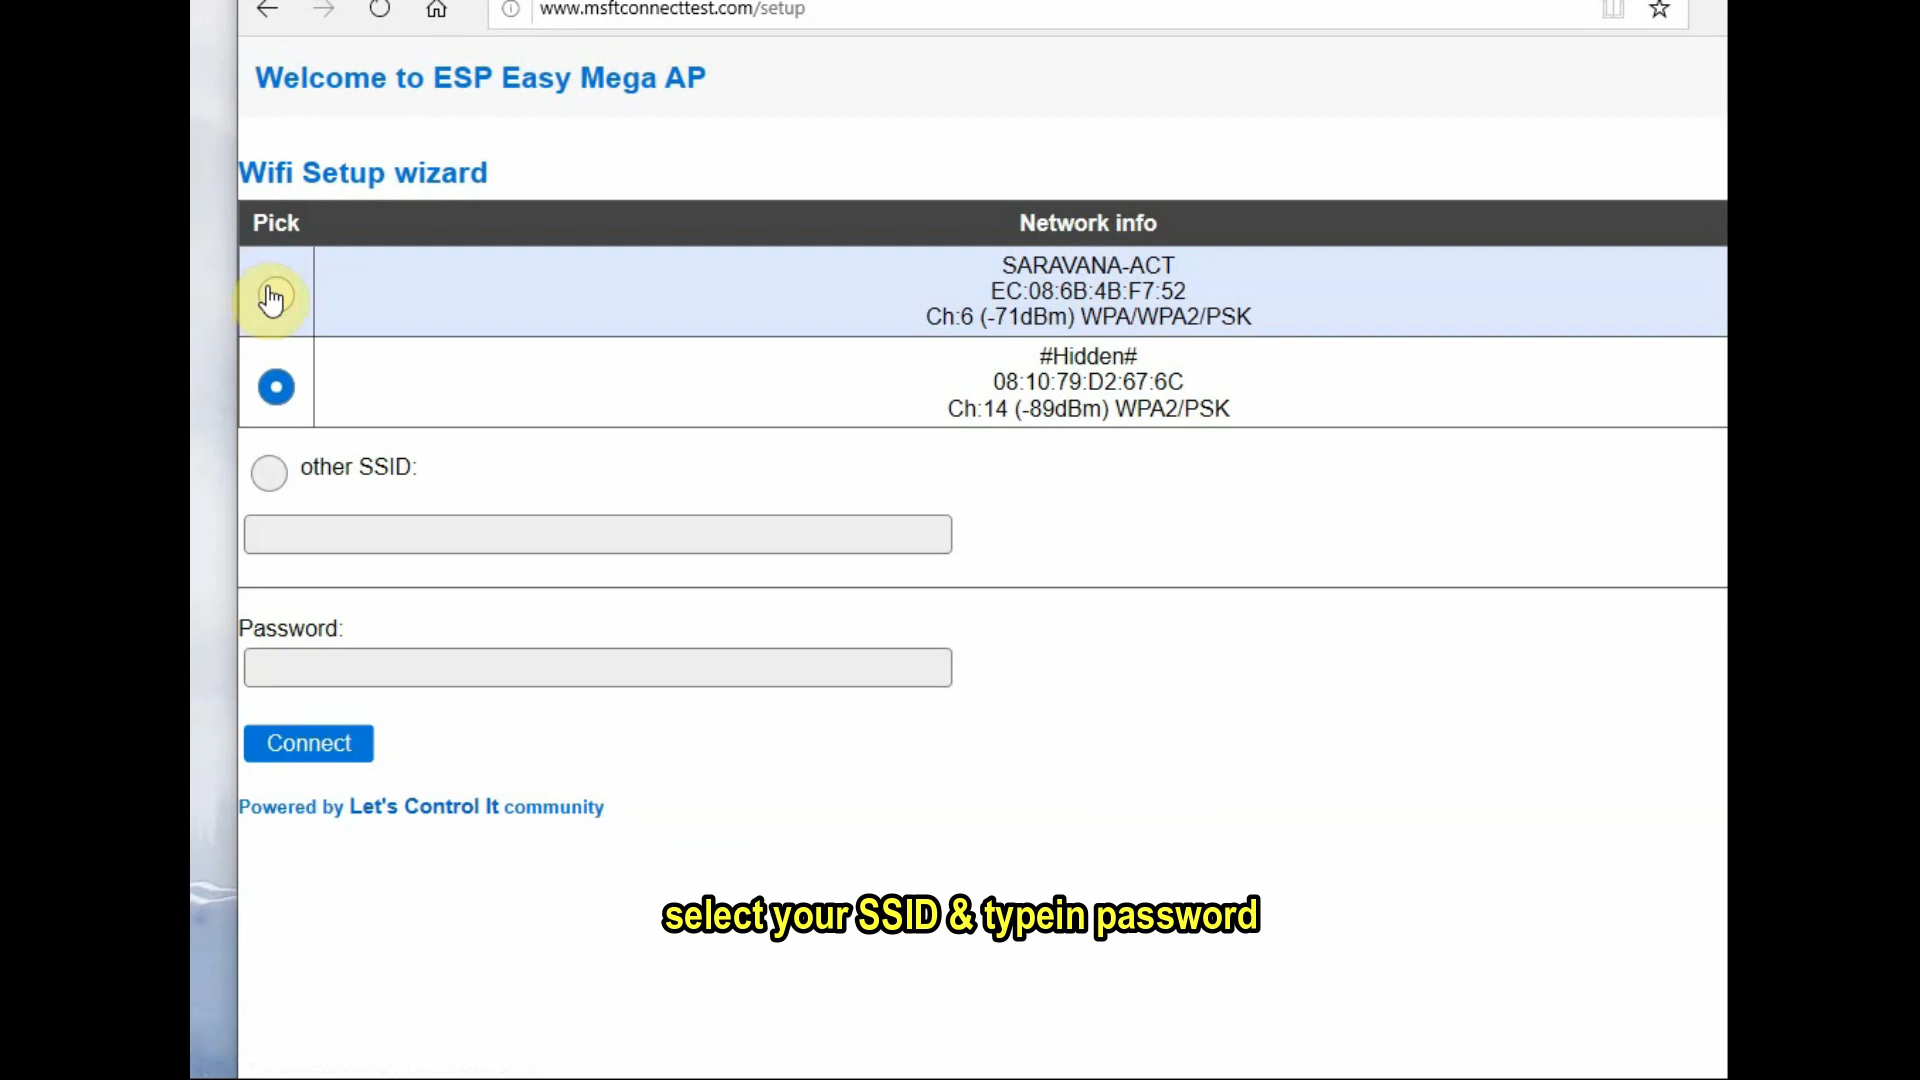 www.msftconnecttest.com/setup
Welcome to ESP Easy Mega AP
Wifi Setup wizard
Pick Network info
SARAVANA-ACT
EC:08:6B:4B:F7:52
Ch:6 (-71dBm) WPA/WPA2/PSK
#Hidden#
08:10:79:D2:67:6C
Ch:14 (-89dBm) WPA2/PSK
other SSID:
Password:
Connect
Powered by Let's Control It community
select your SSID & typein password